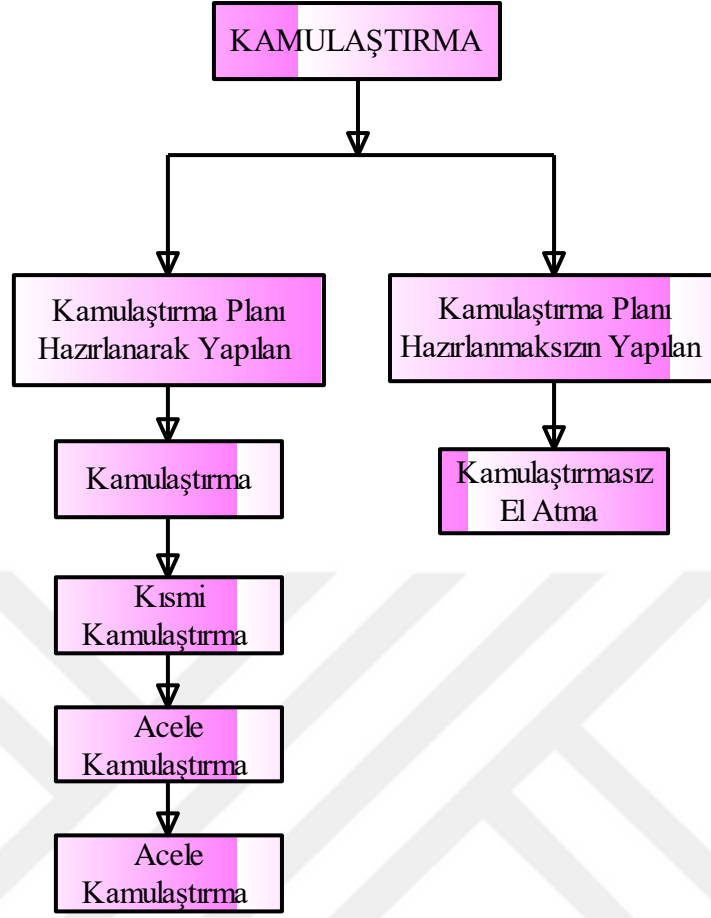 KAMULAŞTIRMA
Kamulaştırma Planı
Hazırlanarak Yapılan
Kamulaştırma Planı
Hazırlanmaksızın Yapılan
Kamulaştırma
Kamulaştırmasız
El Atma
Kısmi
Kamulaştırma
Acele
Kamulaştırma
Acele
Kamulaştırma